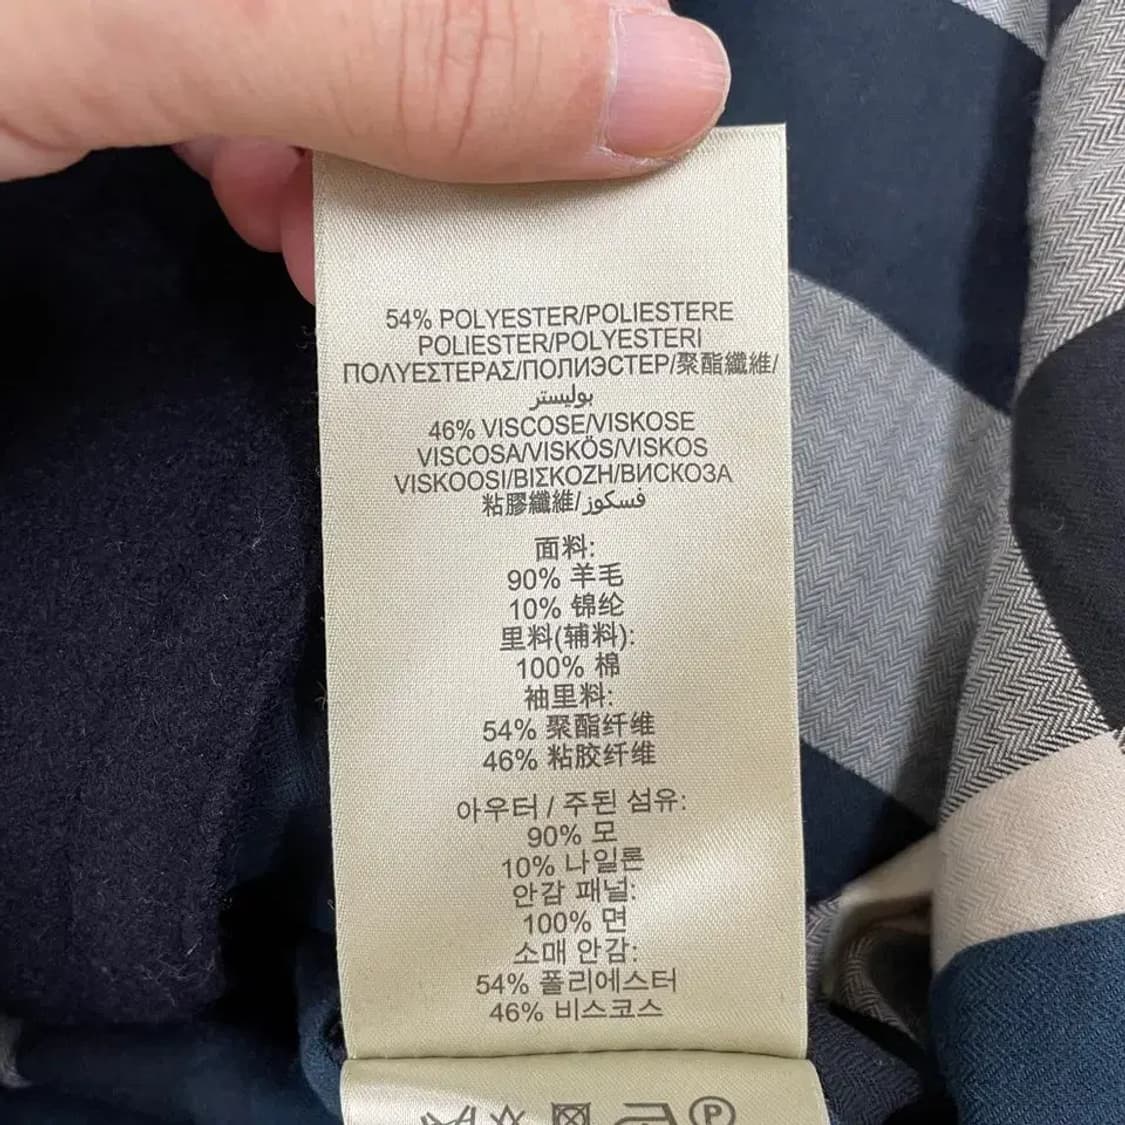 54% POLYESTER/POLIESTERE
POLIESTER/POLYESTERI
ΠΟΛΥΕΣΤΕΡΑΣ/ПОЛИЭСТЕР/聚酯纖維/
بوليستر
46% VISCOSE/VISKOSE
VISCOSA/VISKÖS/VISKOS
VISKOOSI/ΒΙΣΚΟΖΗ/ВИСКОЗА
粘膠纖維/فسكوز
面料:
90% 羊毛
10% 锦纶
里料(辅料):
100% 棉
袖里料:
54% 聚酯纤维
46% 粘胶纤维
아우터 / 주된 섬유:
90% 모
10% 나일론
안감 패널:
100% 면
소매 안감:
54% 폴리에스터
46% 비스코스